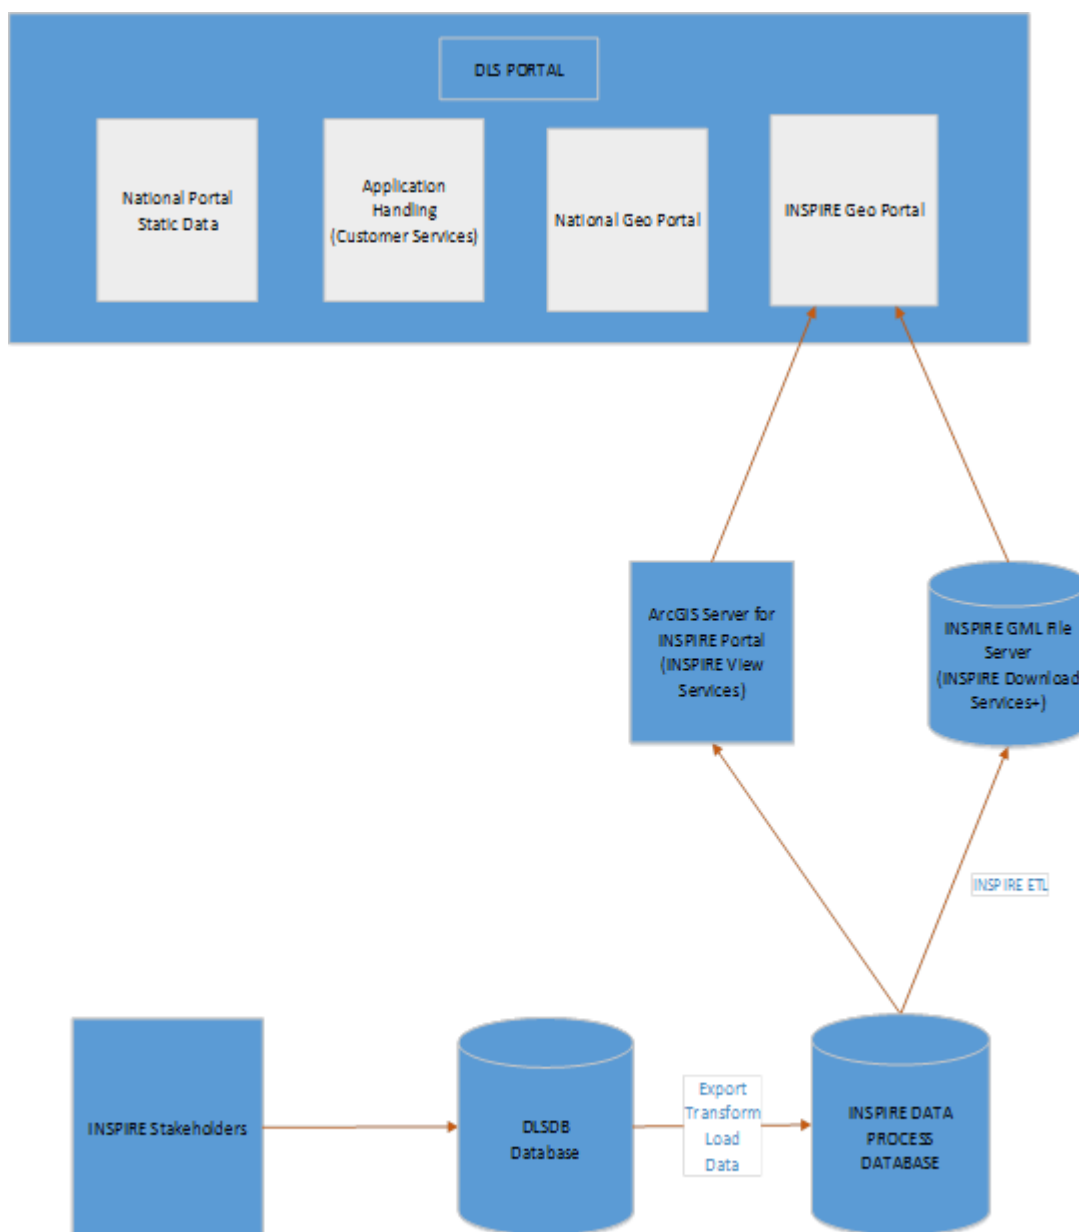 DLS PORTAL
National Portal
Static Data
Application
Handling
(Customer Services)
National Geo Portal
INSPIRE Geo Portal
ArcGIS Server for
INSPIRE Portal
(INSPIRE View
Services)
INSPIRE GML File
Server
(INSPIRE Download
Services+)
INSPIRE ETL
INSPIRE Stakeholders
DLSDB
Database
Export
Transform
Load
Data
INSPIRE DATA
PROCESS
DATABASE